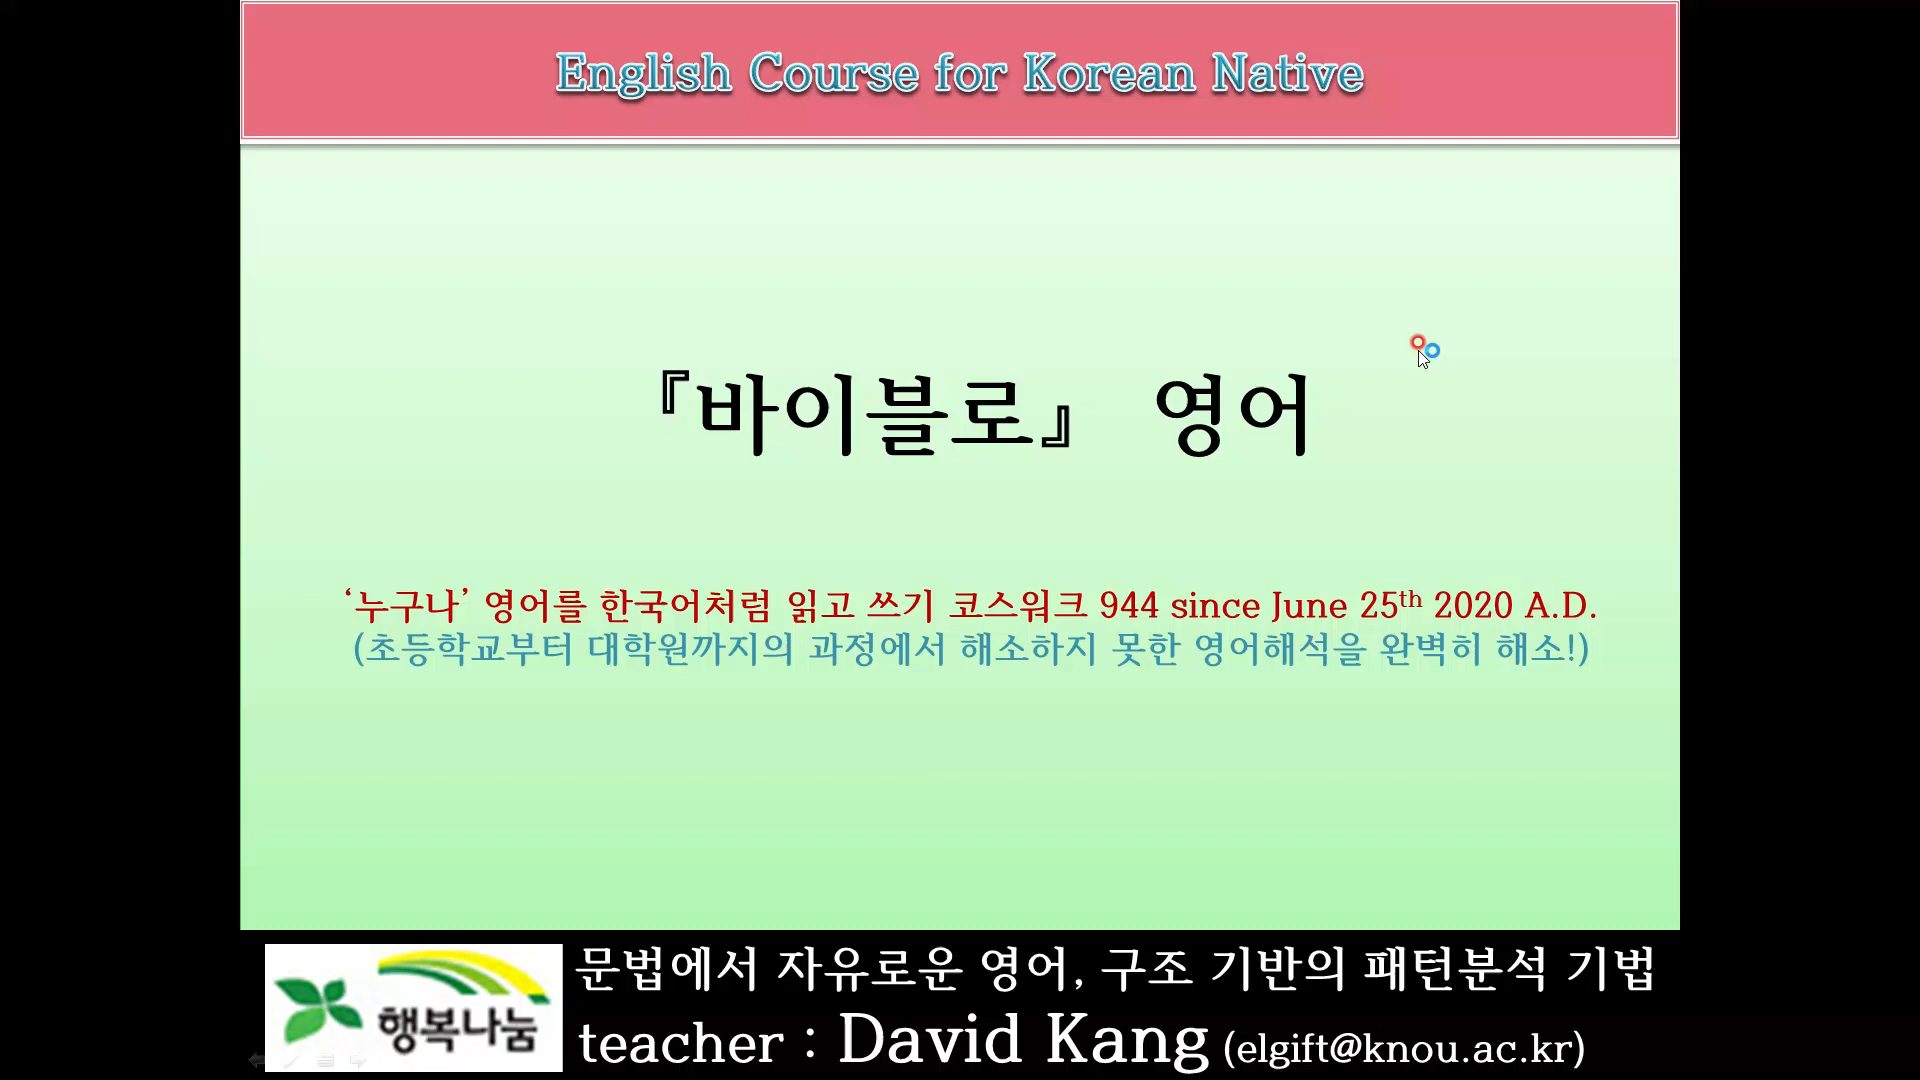 English Course for Korean Native
『바이블로』 영어
‘누구나’ 영어를 한국어처럼 읽고 쓰기 코스워크 944 since June 25th 2020 A.D.
(초등학교부터 대학원까지의 과정에서 해소하지 못한 영어해석을 완벽히 해소!)
행복나눔
문법에서 자유로운 영어, 구조 기반의 패턴분석 기법
teacher : David Kang (elgift@knou.ac.kr)